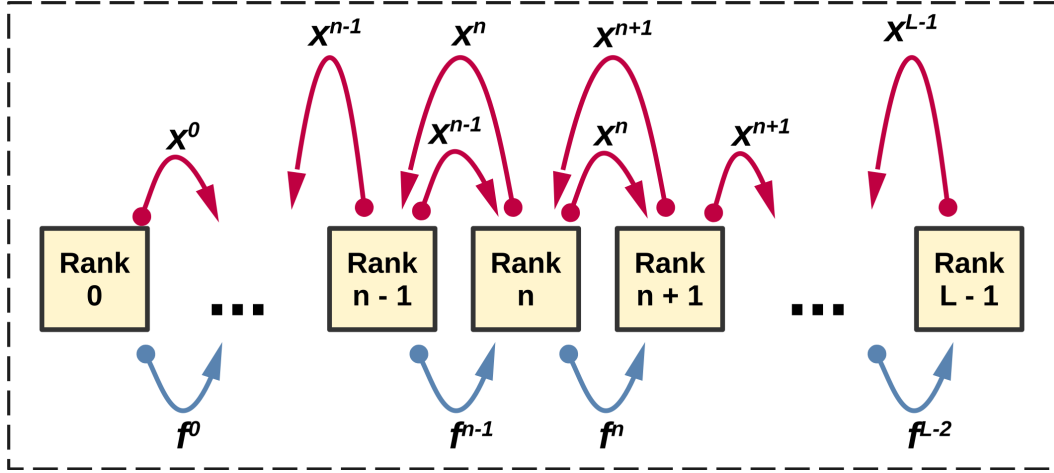 x^{n-1} x^n x^{n+1} x^{L-1}
x^0 x^{n-1} x^n x^{n+1}
Rank 0
Rank n - 1
Rank n
Rank n + 1
Rank L - 1
... ...
f^0 f^{n-1} f^n f^{L-2}